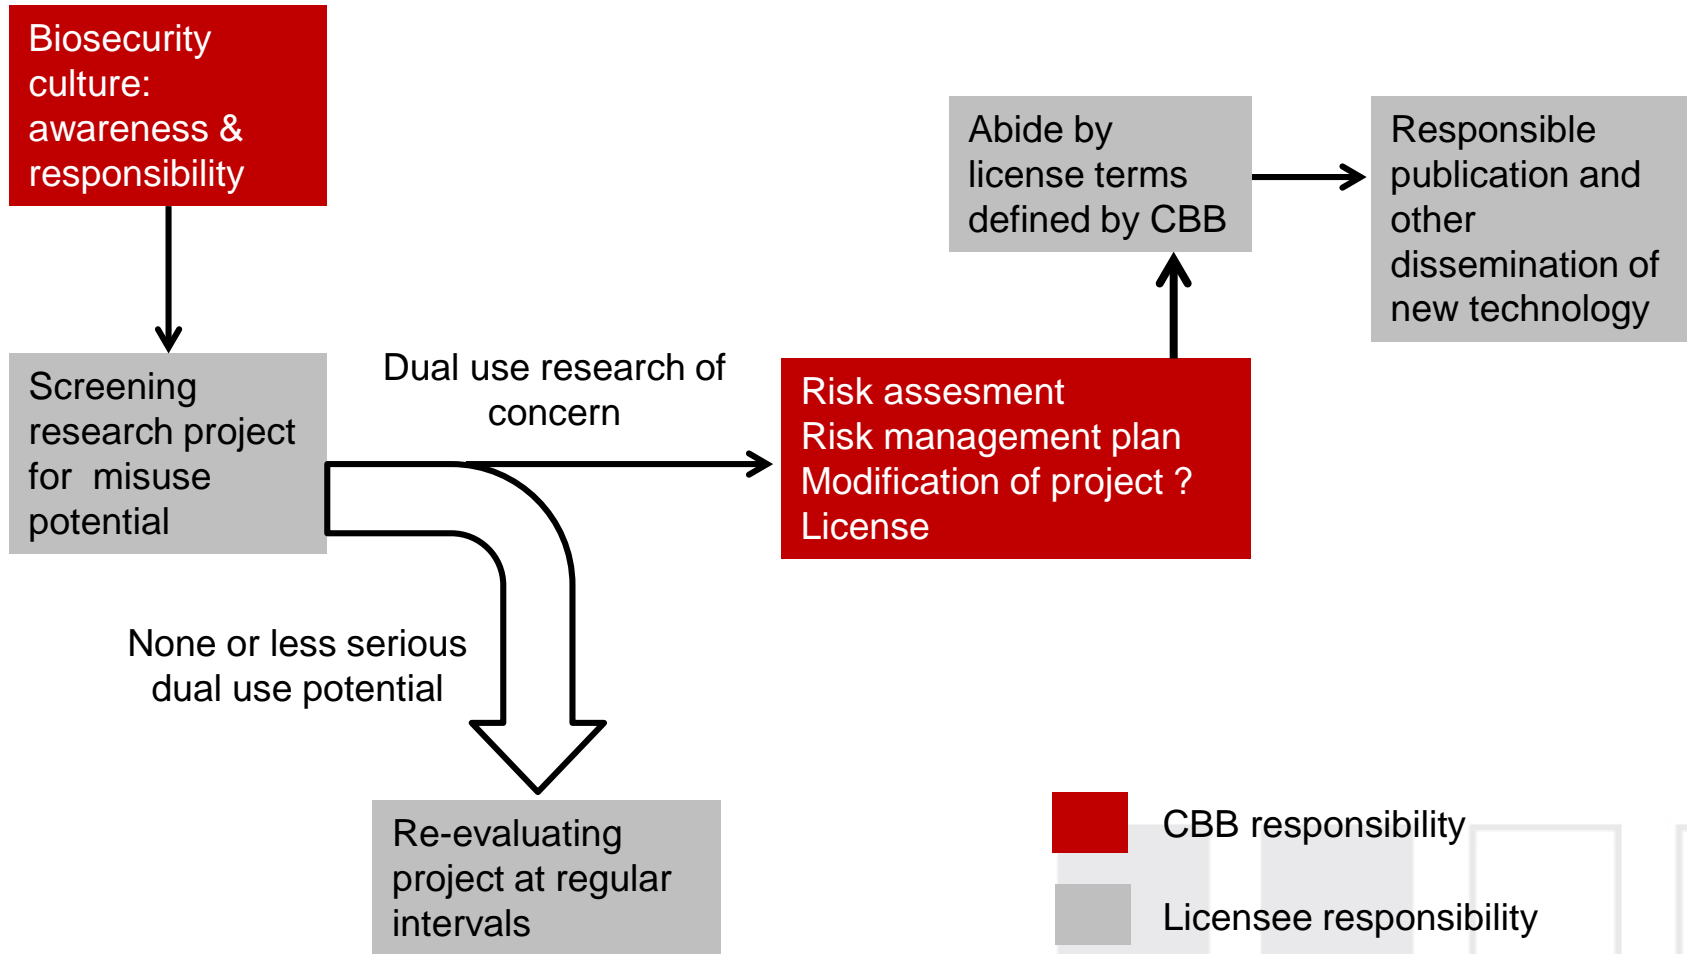 Biosecurity
culture:
awareness &
responsibility
Screening
research project
for misuse
potential
Dual use research of
concern
None or less serious
dual use potential
Re-evaluating
project at regular
intervals
Risk assesment
Risk management plan
Modification of project ?
License
Abide by
license terms
defined by CBB
Responsible
publication and
other
dissemination of
new technology
CBB responsibility
Licensee responsibility